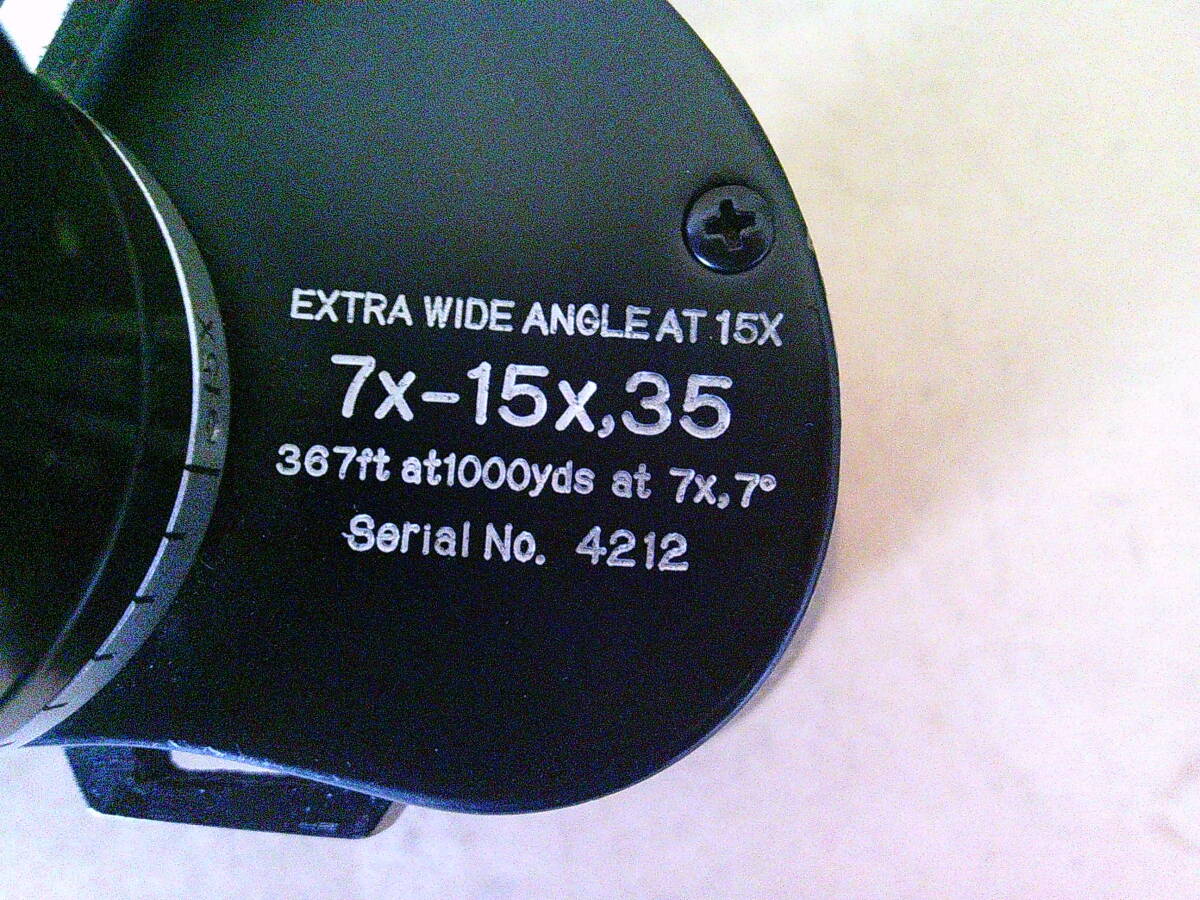 EXTRA WIDE ANGLE AT 15X
7x-15x,35
367ft at1000yds at 7x,7°
Serial No. 4212